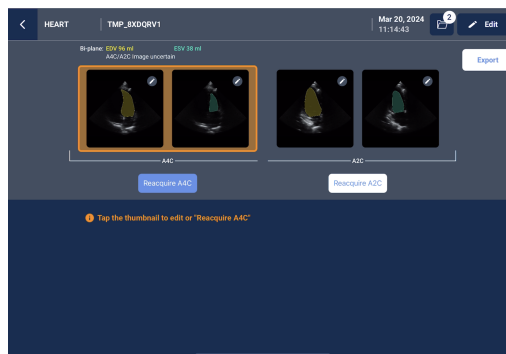 HEART
TMP_8XDQRV1
Mar 20, 2024
11:14:43
2
Edit
Bi-plane: EDV 96 ml ESV 38 ml
A4C/A2C Image uncertain
Export
A4C
A2C
Reacquire A4C
Reacquire A2C
Tap the thumbnail to edit or "Reacquire A4C"